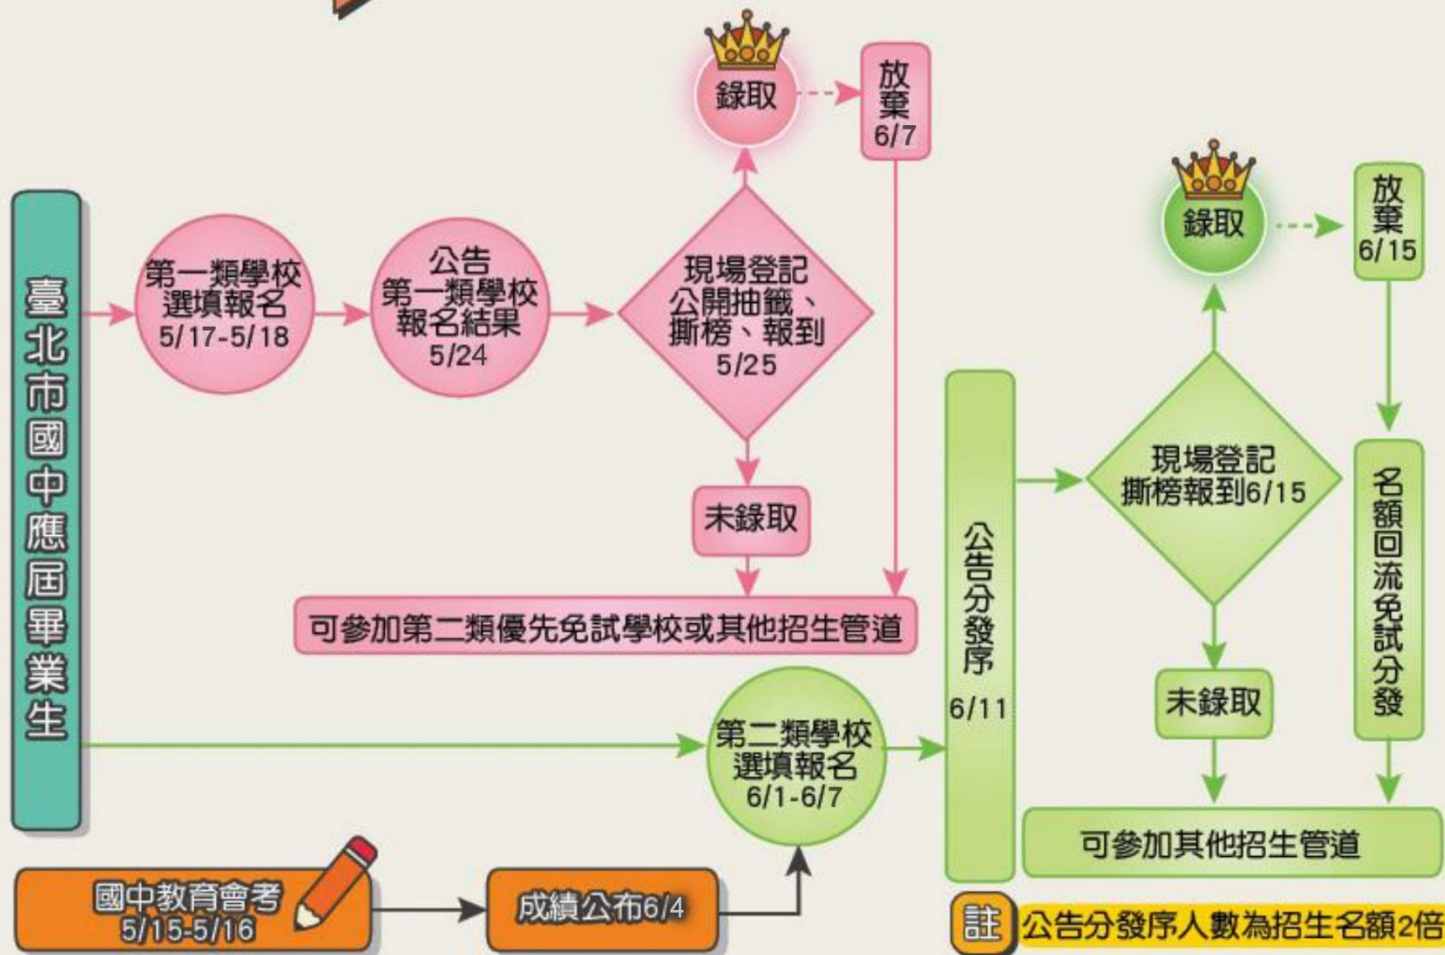 臺北市國中應屆畢業生
第一類學校
選填報名
5/17-5/18
公告
第一類學校
報名結果
5/24
現場登記
公開抽籤、
撕榜、報到
5/25
錄取
放棄
6/7
未錄取
可參加第二類優先免試學校或其他招生管道
第二類學校
選填報名
6/1-6/7
國中教育會考
5/15-5/16
成績公布6/4
公告分發序
6/11
現場登記
撕榜報到6/15
錄取
放棄
6/15
名額回流免試分發
未錄取
可參加其他招生管道
註 公告分發序人數為招生名額2倍